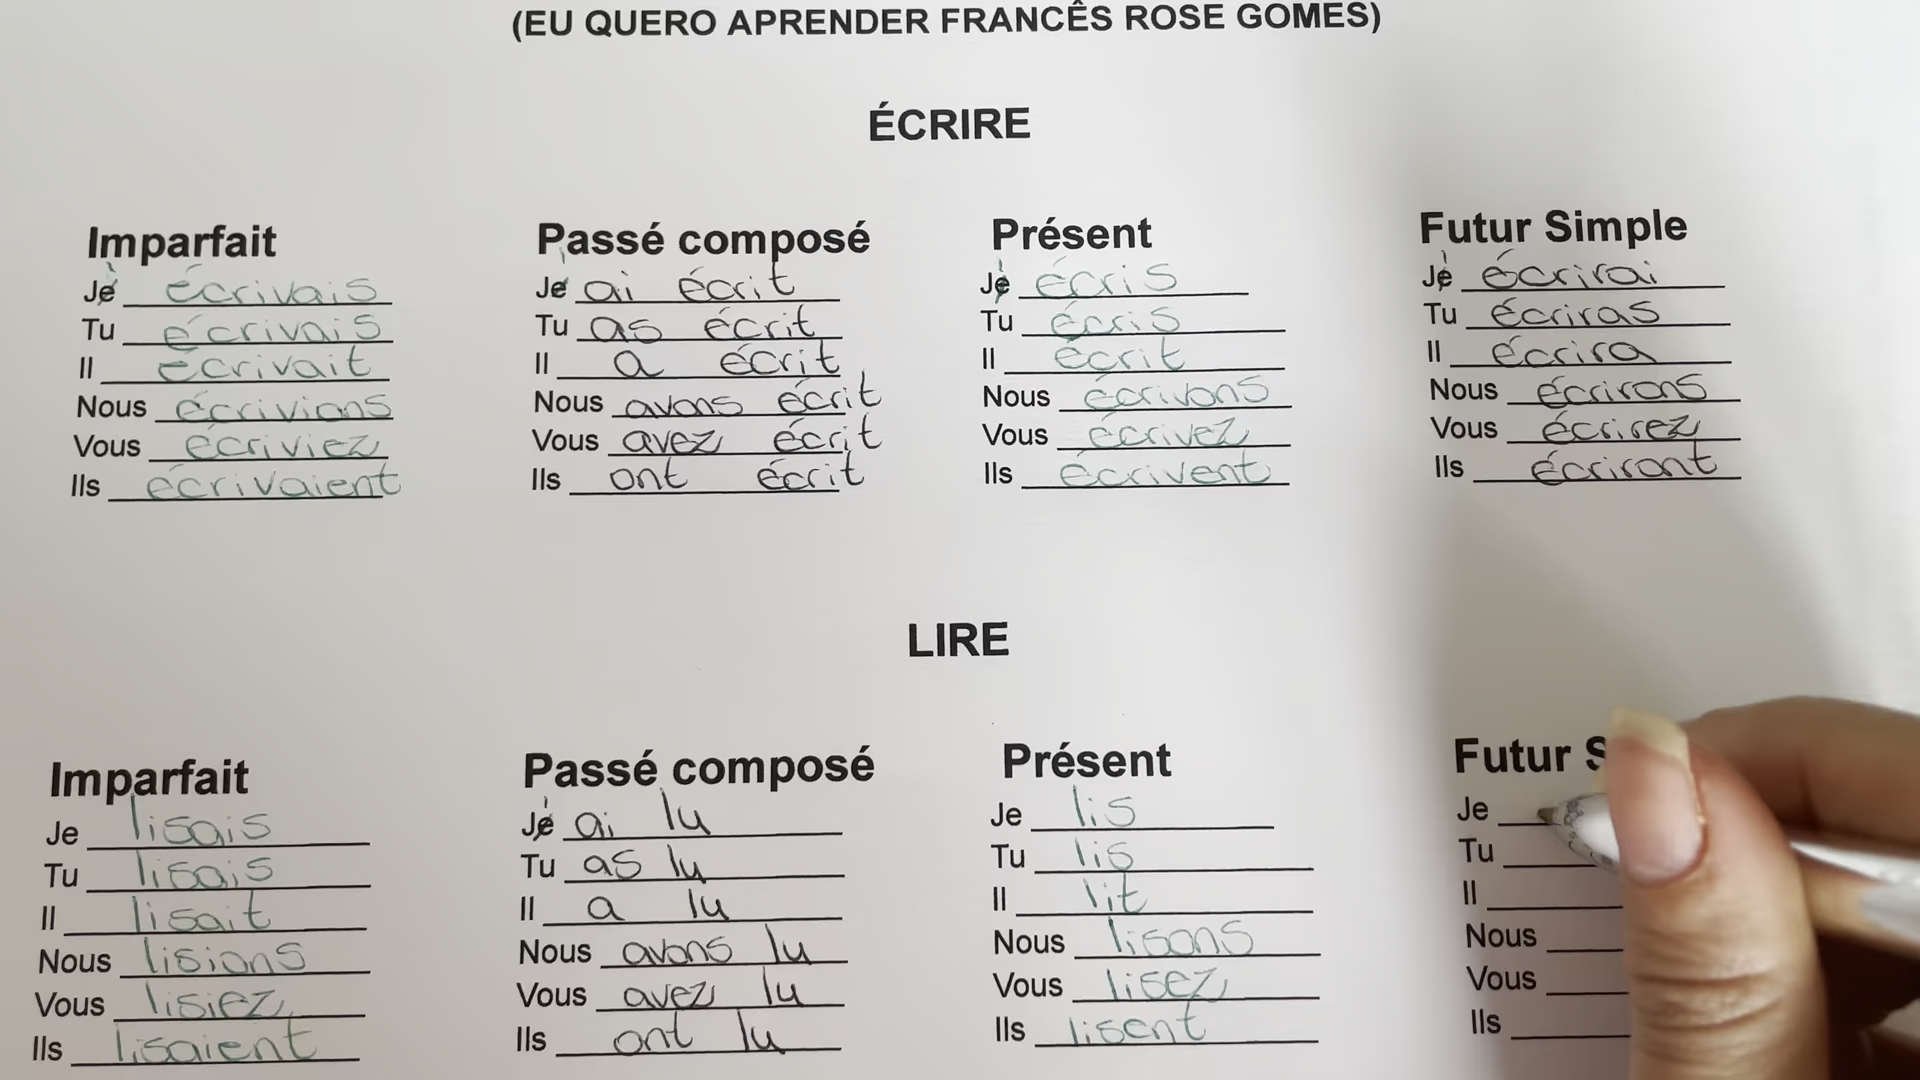 (EU QUERO APRENDER FRANCÊS ROSE GOMES)
ÉCRIRE
Imparfait
J' écrivais
Tu écrivais
Il écrivait
Nous écrivions
Vous écriviez
Ils écrivaient
Passé composé
J' ai écrit
Tu as écrit
Il a écrit
Nous avons écrit
Vous avez écrit
Ils ont écrit
Présent
J' écris
Tu écris
Il écrit
Nous écrivons
Vous écrivez
Ils écrivent
Futur Simple
J' écrirai
Tu écriras
Il écrira
Nous écrirons
Vous écrirez
Ils écriront
LIRE
Imparfait
Je lisais
Tu lisais
Il lisait
Nous lisions
Vous lisiez
Ils lisaient
Passé composé
J' ai lu
Tu as lu
Il a lu
Nous avons lu
Vous avez lu
Ils ont lu
Présent
Je lis
Tu lis
Il lit
Nous lisons
Vous lisez
Ils lisent
Futur S
Je
Tu
Il
Nous
Vous
Ils